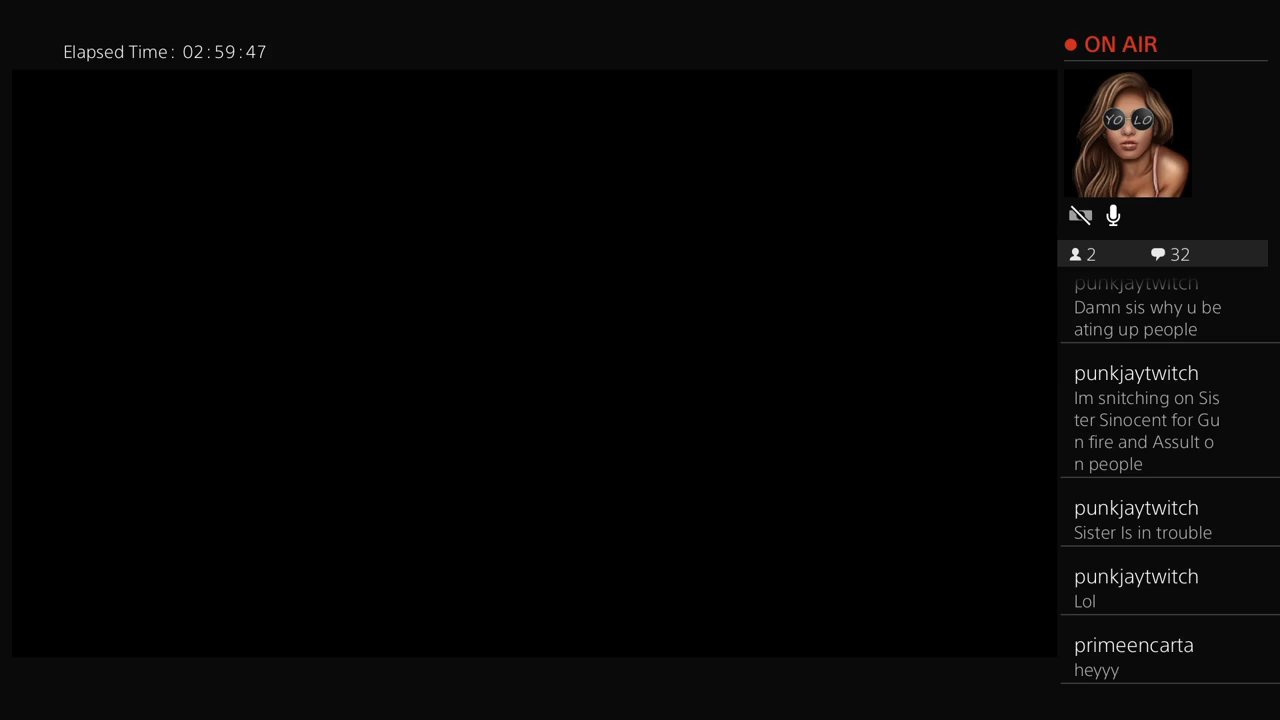 Elapsed Time: 02:59:47
ON AIR
YO LO
2 32
punkjaytwitch
Damn sis why u be
ating up people
punkjaytwitch
Im snitching on Sis
ter Sinocent for Gu
n fire and Assult o
n people
punkjaytwitch
Sister Is in trouble
punkjaytwitch
Lol
primeencarta
heyyy